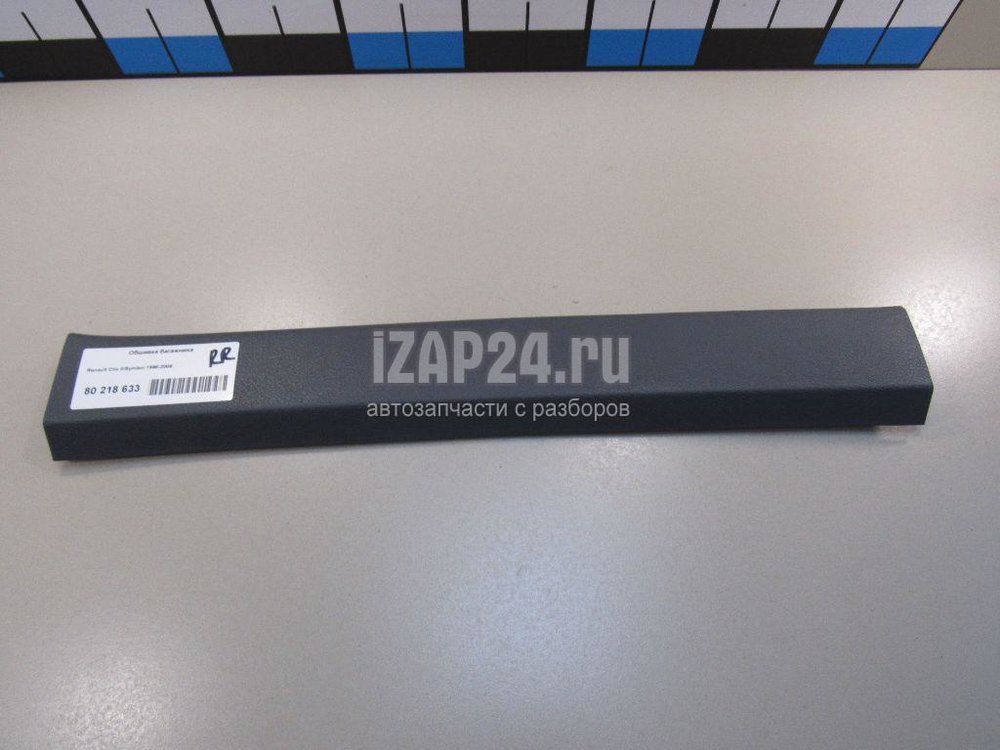 Обшивка багажника
RR
Renault Clio II/Symbol 1998-2008
80 218 633
iZAP24.ru
автозапчасти с разборов